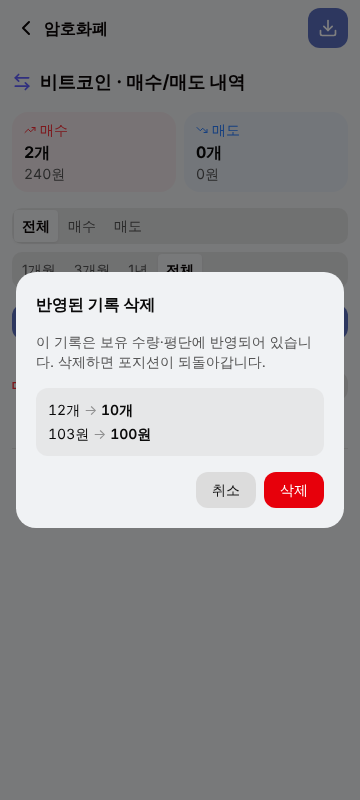 암호화폐
비트코인 · 매수/매도 내역
매수
2개
240원
매도
0개
0원
전체 매수 매도
1개월 3개월 1년 전체
반영된 기록 삭제
이 기록은 보유 수량·평단에 반영되어 있습니
다. 삭제하면 포지션이 되돌아갑니다.
12개 → 10개
103원 → 100원
취소 삭제